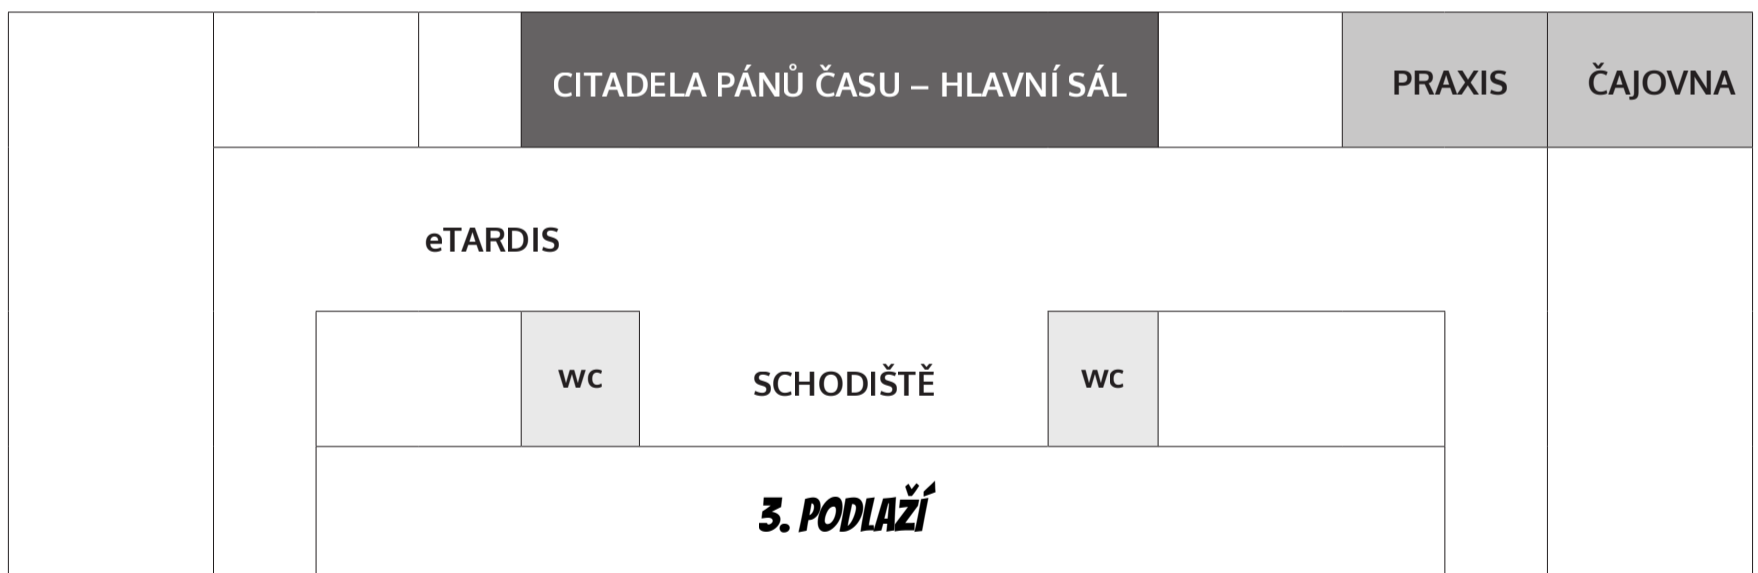 CITADELA PÁNŮ ČASU – HLAVNÍ SÁL
PRAXIS
ČAJOVNA
eTARDIS
WC
SCHODIŠTĚ
WC
3. PODLAŽÍ